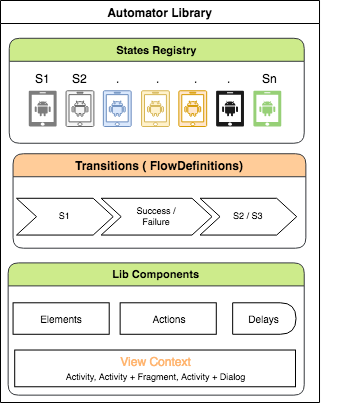 Automator Library
States Registry
S1 S2 . . . . Sn
Transitions ( FlowDefinitions)
S1
Success /
Failure
S2 / S3
Lib Components
Elements
Actions
Delays
View Context
Activity, Activity + Fragment, Activity + Dialog